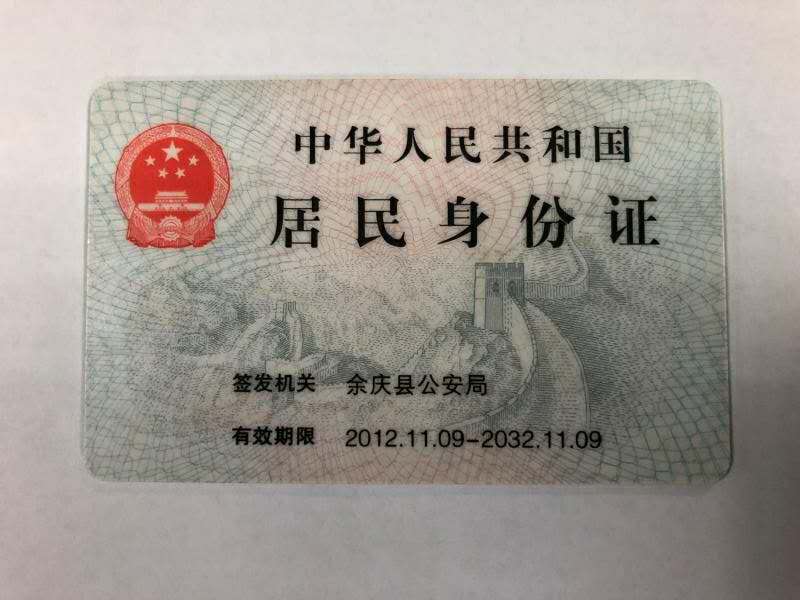 中华人民共和国
居民身份证
签发机关 余庆县公安局
有效期限 2012.11.09-2032.11.09